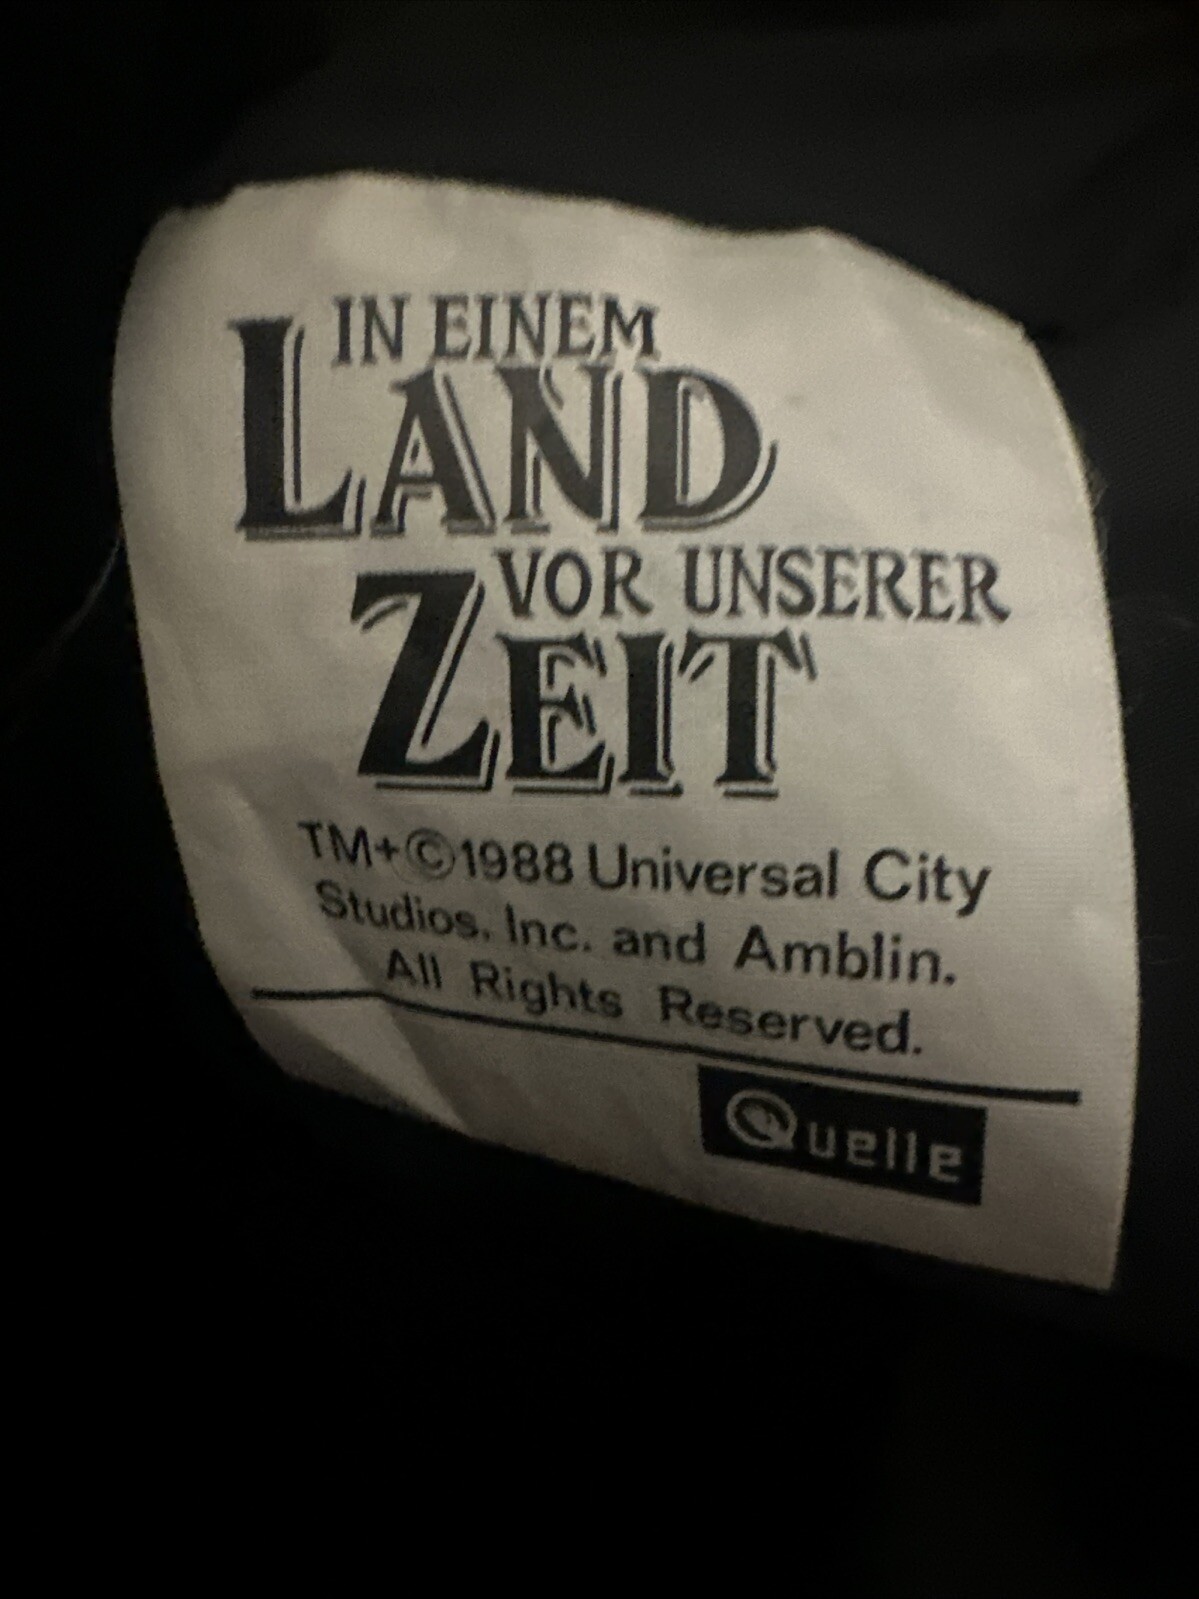 IN EINEM
LAND
VOR UNSERER
ZEIT
TM+©1988 Universal City
Studios, Inc. and Amblin.
All Rights Reserved.
Quelle